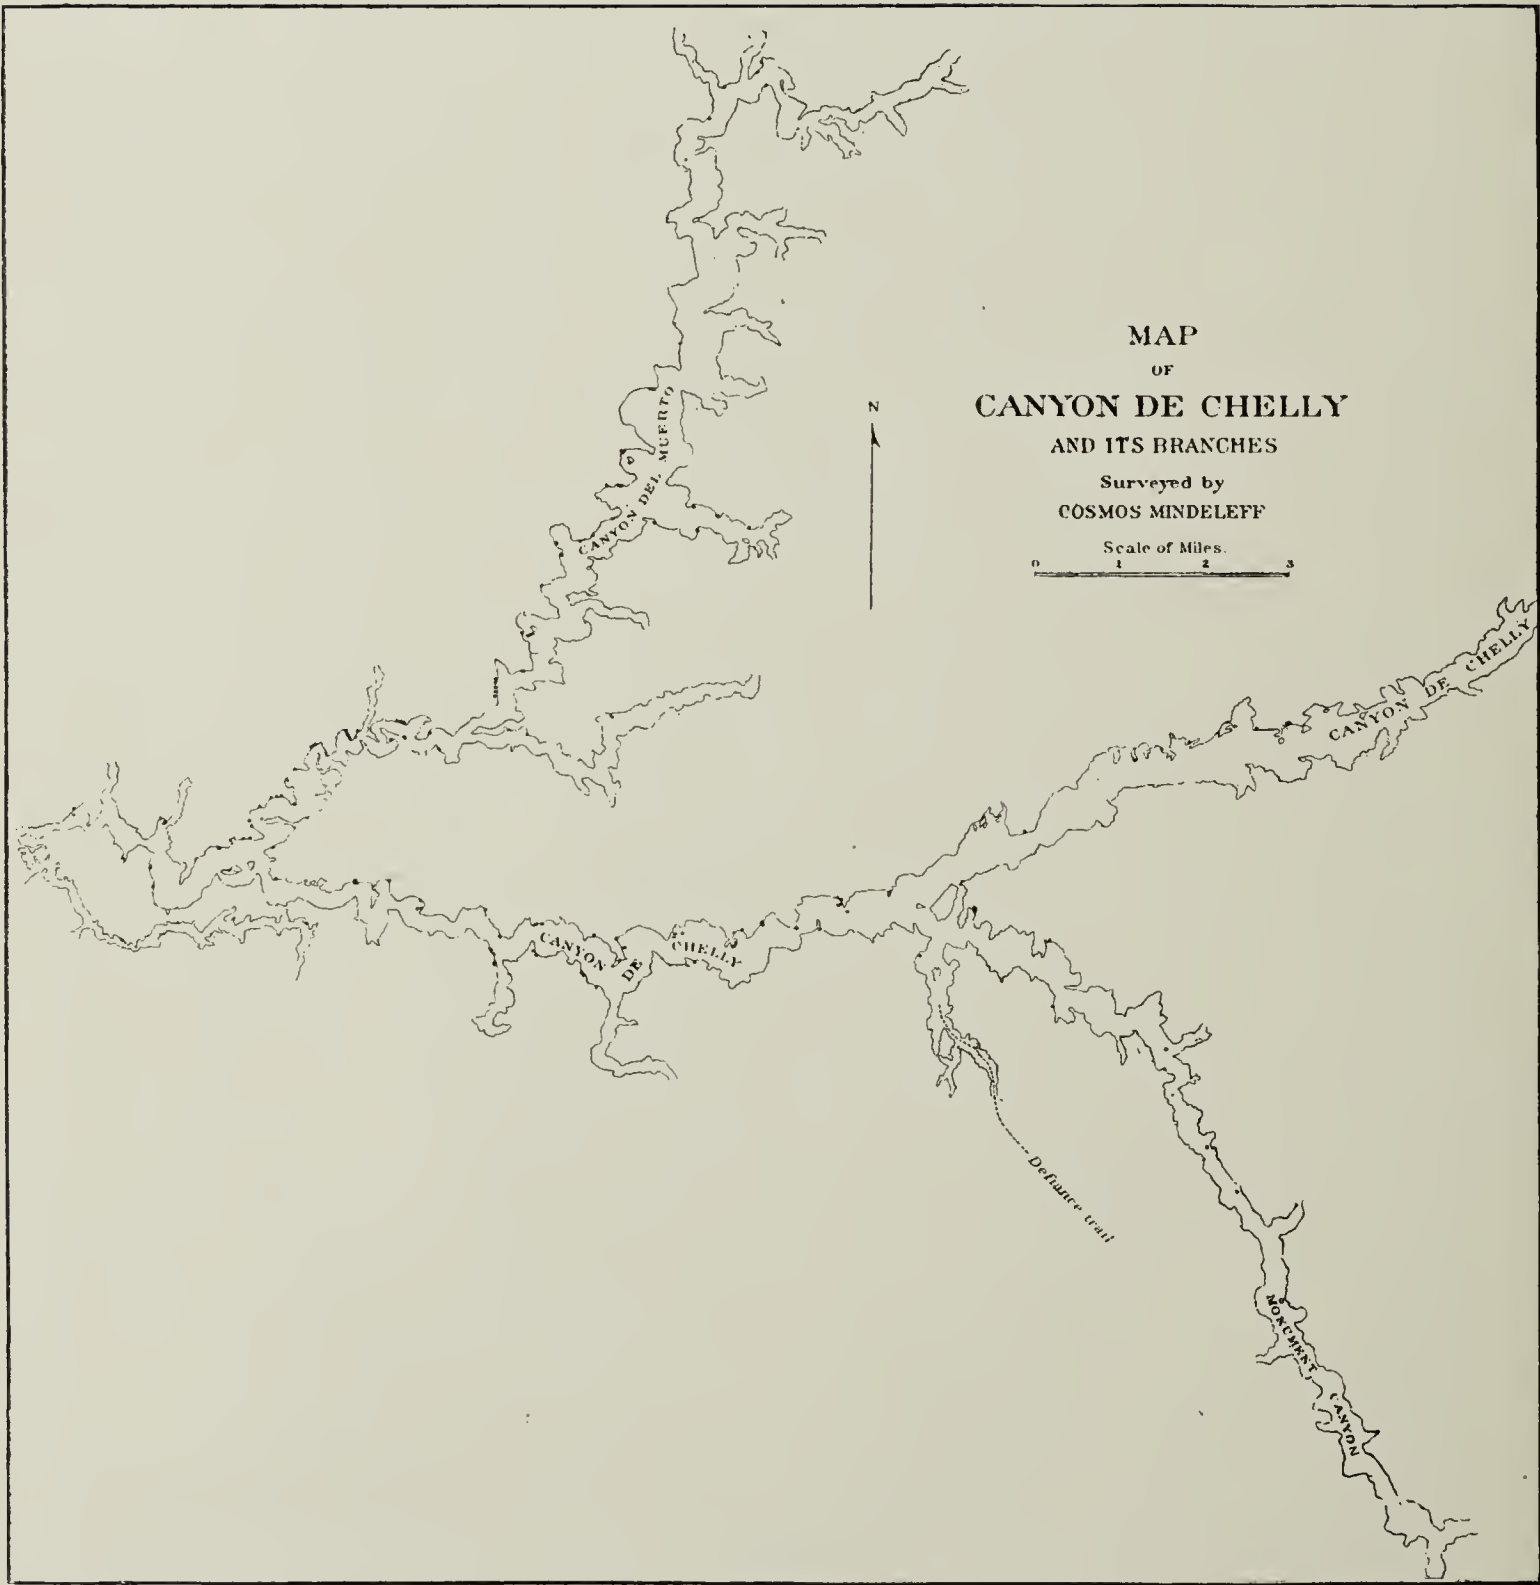 MAP
OF
CANYON DE CHELLY
AND ITS BRANCHES
Surveyed by
COSMOS MINDELEFF
Scale of Miles.
0 1 2 3
N
CANYON DEL MUERTO
CANYON DE CHELLY
CANYON DE CHELLY
Defiance trail
MONUMENT CANYON